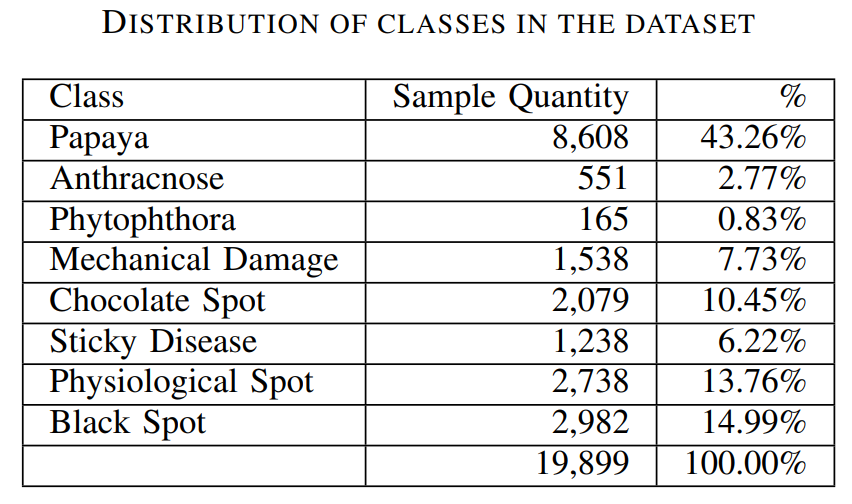 DISTRIBUTION OF CLASSES IN THE DATASET
Class Sample Quantity %
Papaya 8,608 43.26%
Anthracnose 551 2.77%
Phytophthora 165 0.83%
Mechanical Damage 1,538 7.73%
Chocolate Spot 2,079 10.45%
Sticky Disease 1,238 6.22%
Physiological Spot 2,738 13.76%
Black Spot 2,982 14.99%
19,899 100.00%